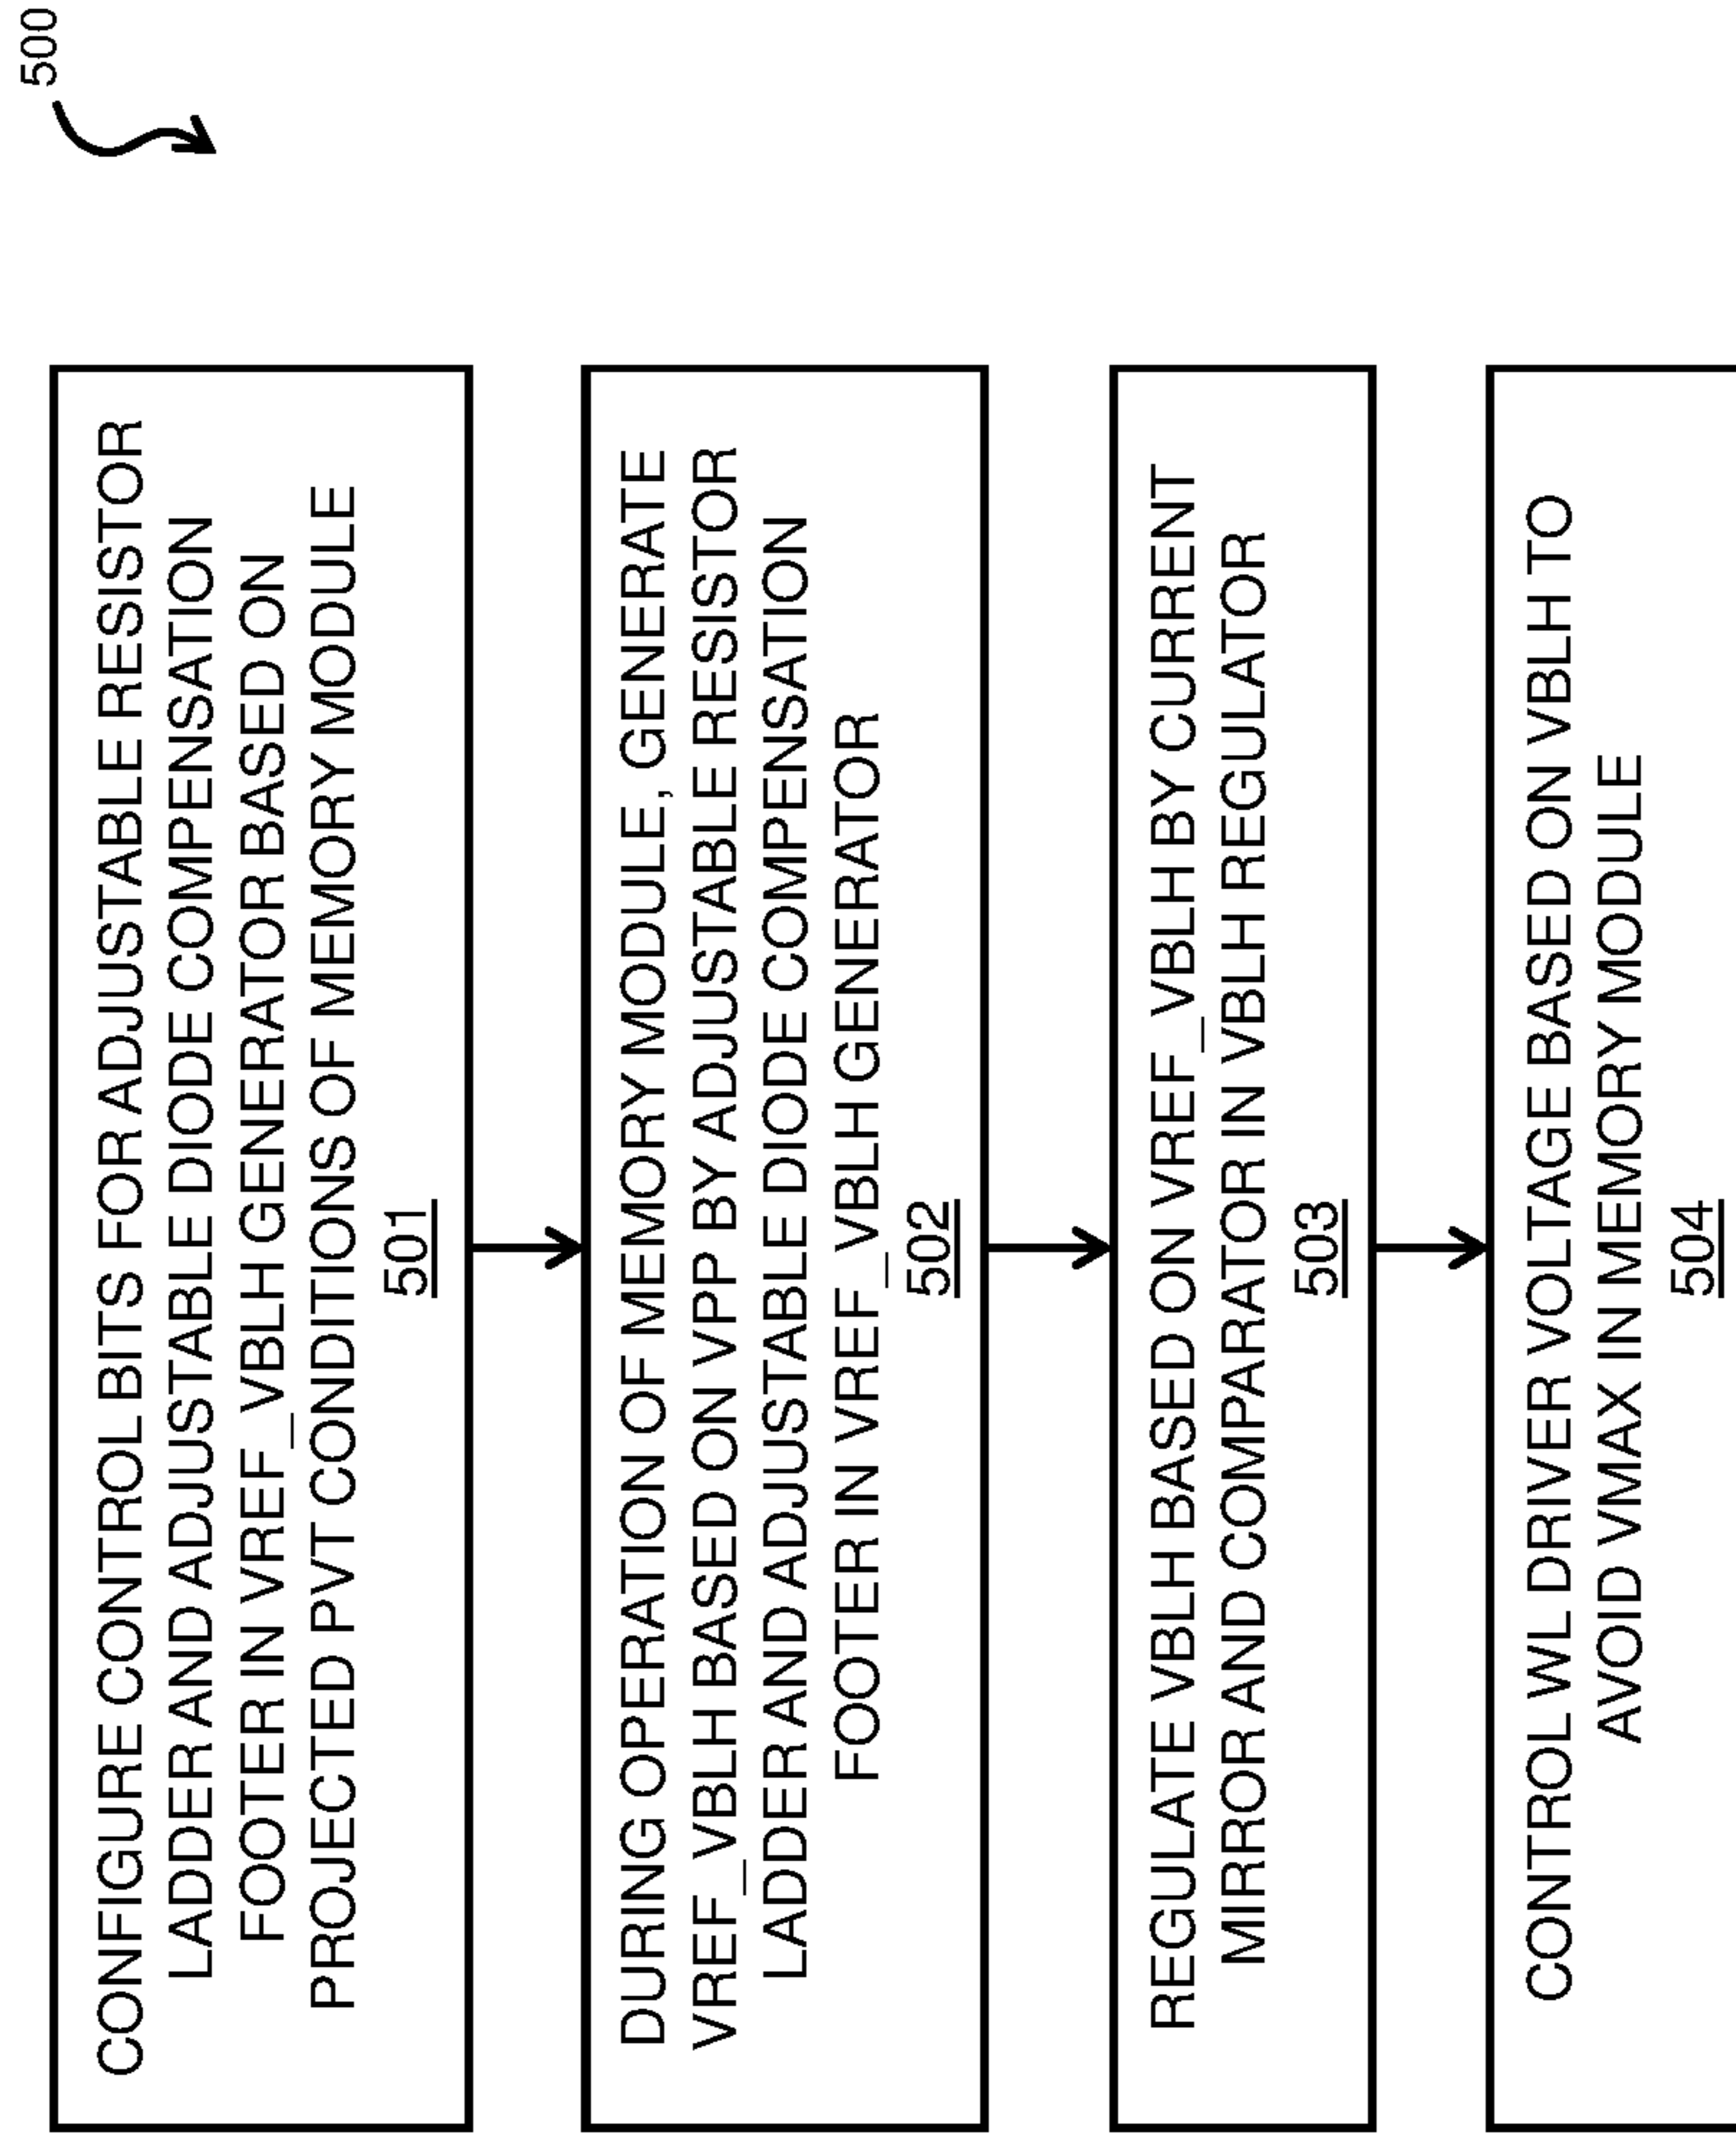 500
CONFIGURE CONTROL BITS FOR ADJUSTABLE RESISTOR
LADDER AND ADJUSTABLE DIODE COMPENSATION
FOOTER IN VREF_VBLH GENERATOR BASED ON
PROJECTED PVT CONDITIONS OF MEMORY MODULE
501
DURING OPERATION OF MEMORY MODULE, GENERATE
VREF_VBLH BASED ON VPP BY ADJUSTABLE RESISTOR
LADDER AND ADJUSTABLE DIODE COMPENSATION
FOOTER IN VREF_VBLH GENERATOR
502
REGULATE VBLH BASED ON VREF_VBLH BY CURRENT
MIRROR AND COMPARATOR IN VBLH REGULATOR
503
CONTROL WL DRIVER VOLTAGE BASED ON VBLH TO
AVOID VMAX IN MEMORY MODULE
504